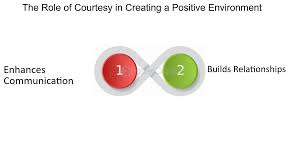 The Role of Courtesy in Creating a Positive Environment
Enhances
Communication
1
2
Builds Relationships